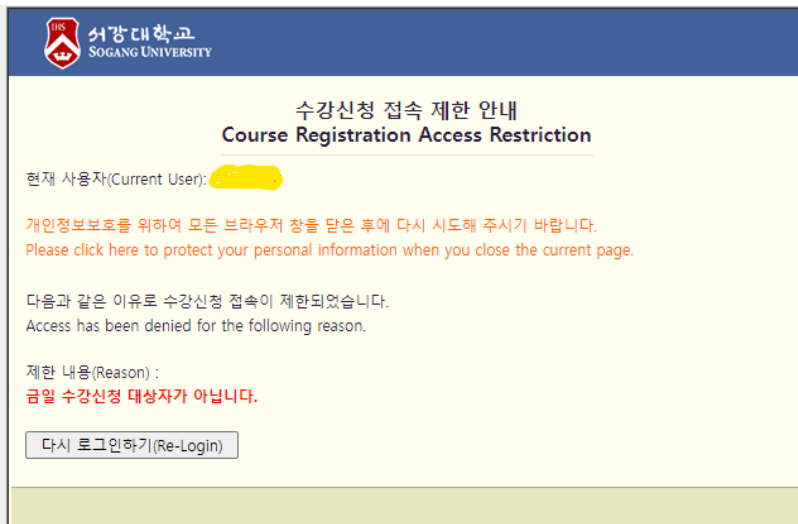 IHS
서강대학교
SOGANG UNIVERSITY
수강신청 접속 제한 안내
Course Registration Access Restriction
현재 사용자(Current User):
개인정보보호를 위하여 모든 브라우저 창을 닫은 후에 다시 시도해 주시기 바랍니다.
Please click here to protect your personal information when you close the current page.
다음과 같은 이유로 수강신청 접속이 제한되었습니다.
Access has been denied for the following reason.
제한 내용(Reason) :
금일 수강신청 대상자가 아닙니다.
다시 로그인하기(Re-Login)